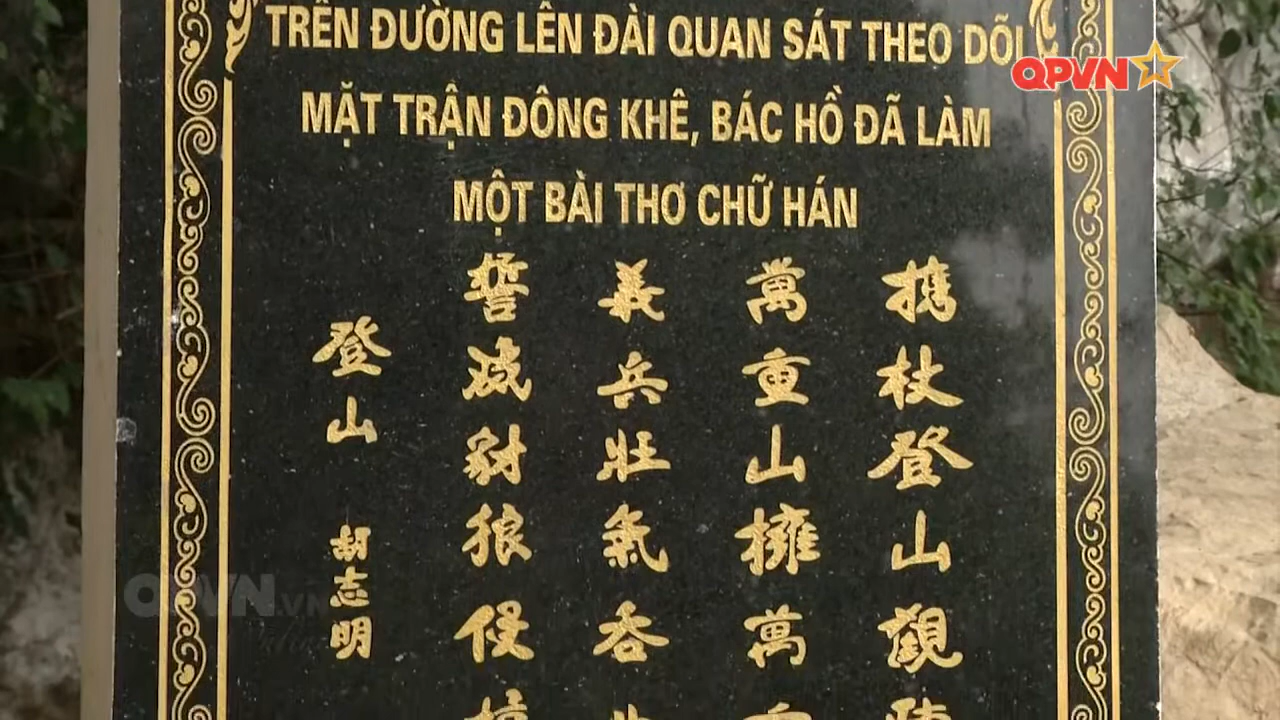 TRÊN ĐƯỜNG LÊN ĐÀI QUAN SÁT THEO DÕI
MẶT TRẬN ĐÔNG KHÊ, BÁC HỒ ĐÃ LÀM
MỘT BÀI THƠ CHỮ HÁN
携杖登山觀
萬重山擁萬
義兵壯氣吞
誓滅豺狼侵
登山
胡志明
QPVN
QPVN.VN